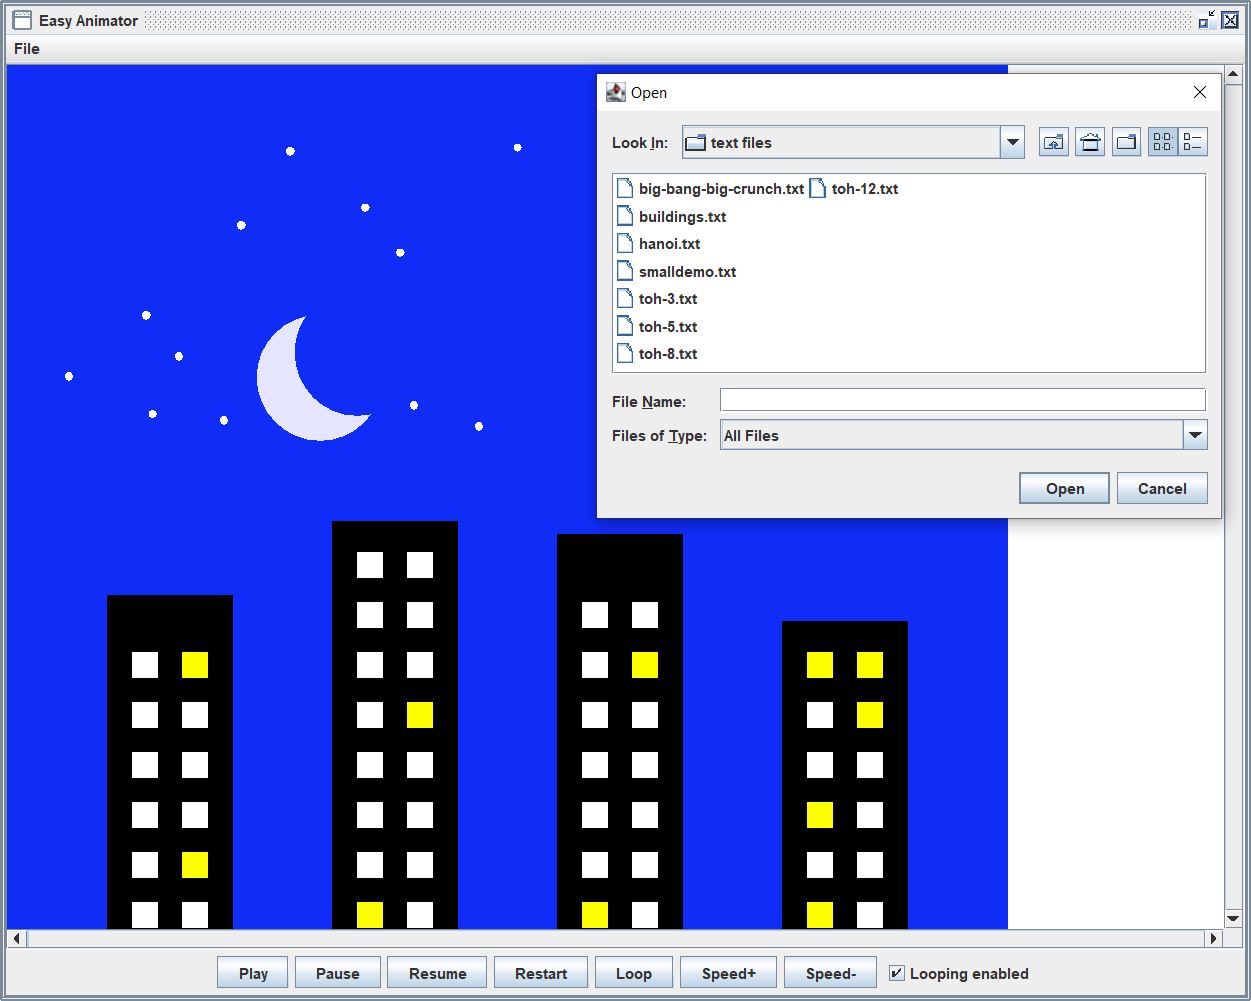 Easy Animator
File
Open
Look In: text files
big-bang-big-crunch.txt toh-12.txt
buildings.txt
hanoi.txt
smalldemo.txt
toh-3.txt
toh-5.txt
toh-8.txt
File Name:
Files of Type: All Files
Open Cancel
Play Pause Resume Restart Loop Speed+ Speed- Looping enabled